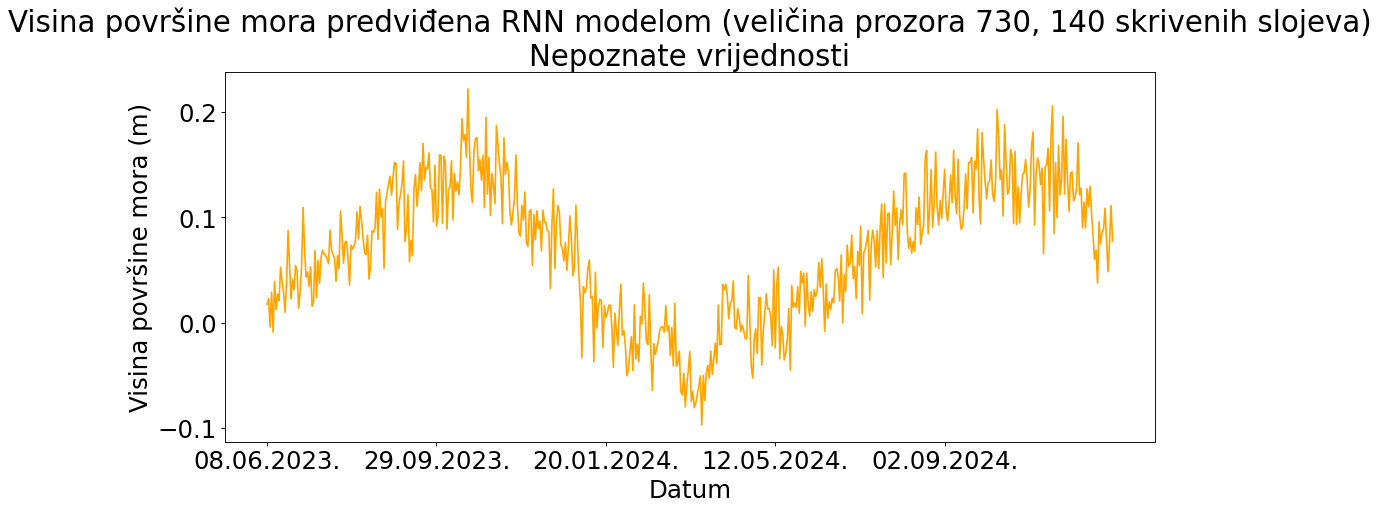 Visina površine mora predviđena RNN modelom (veličina prozora 730, 140 skrivenih slojeva)
Nepoznate vrijednosti
Visina površine mora (m)
0.2
0.1
0.0
−0.1
08.06.2023. 29.09.2023. 20.01.2024. 12.05.2024. 02.09.2024.
Datum